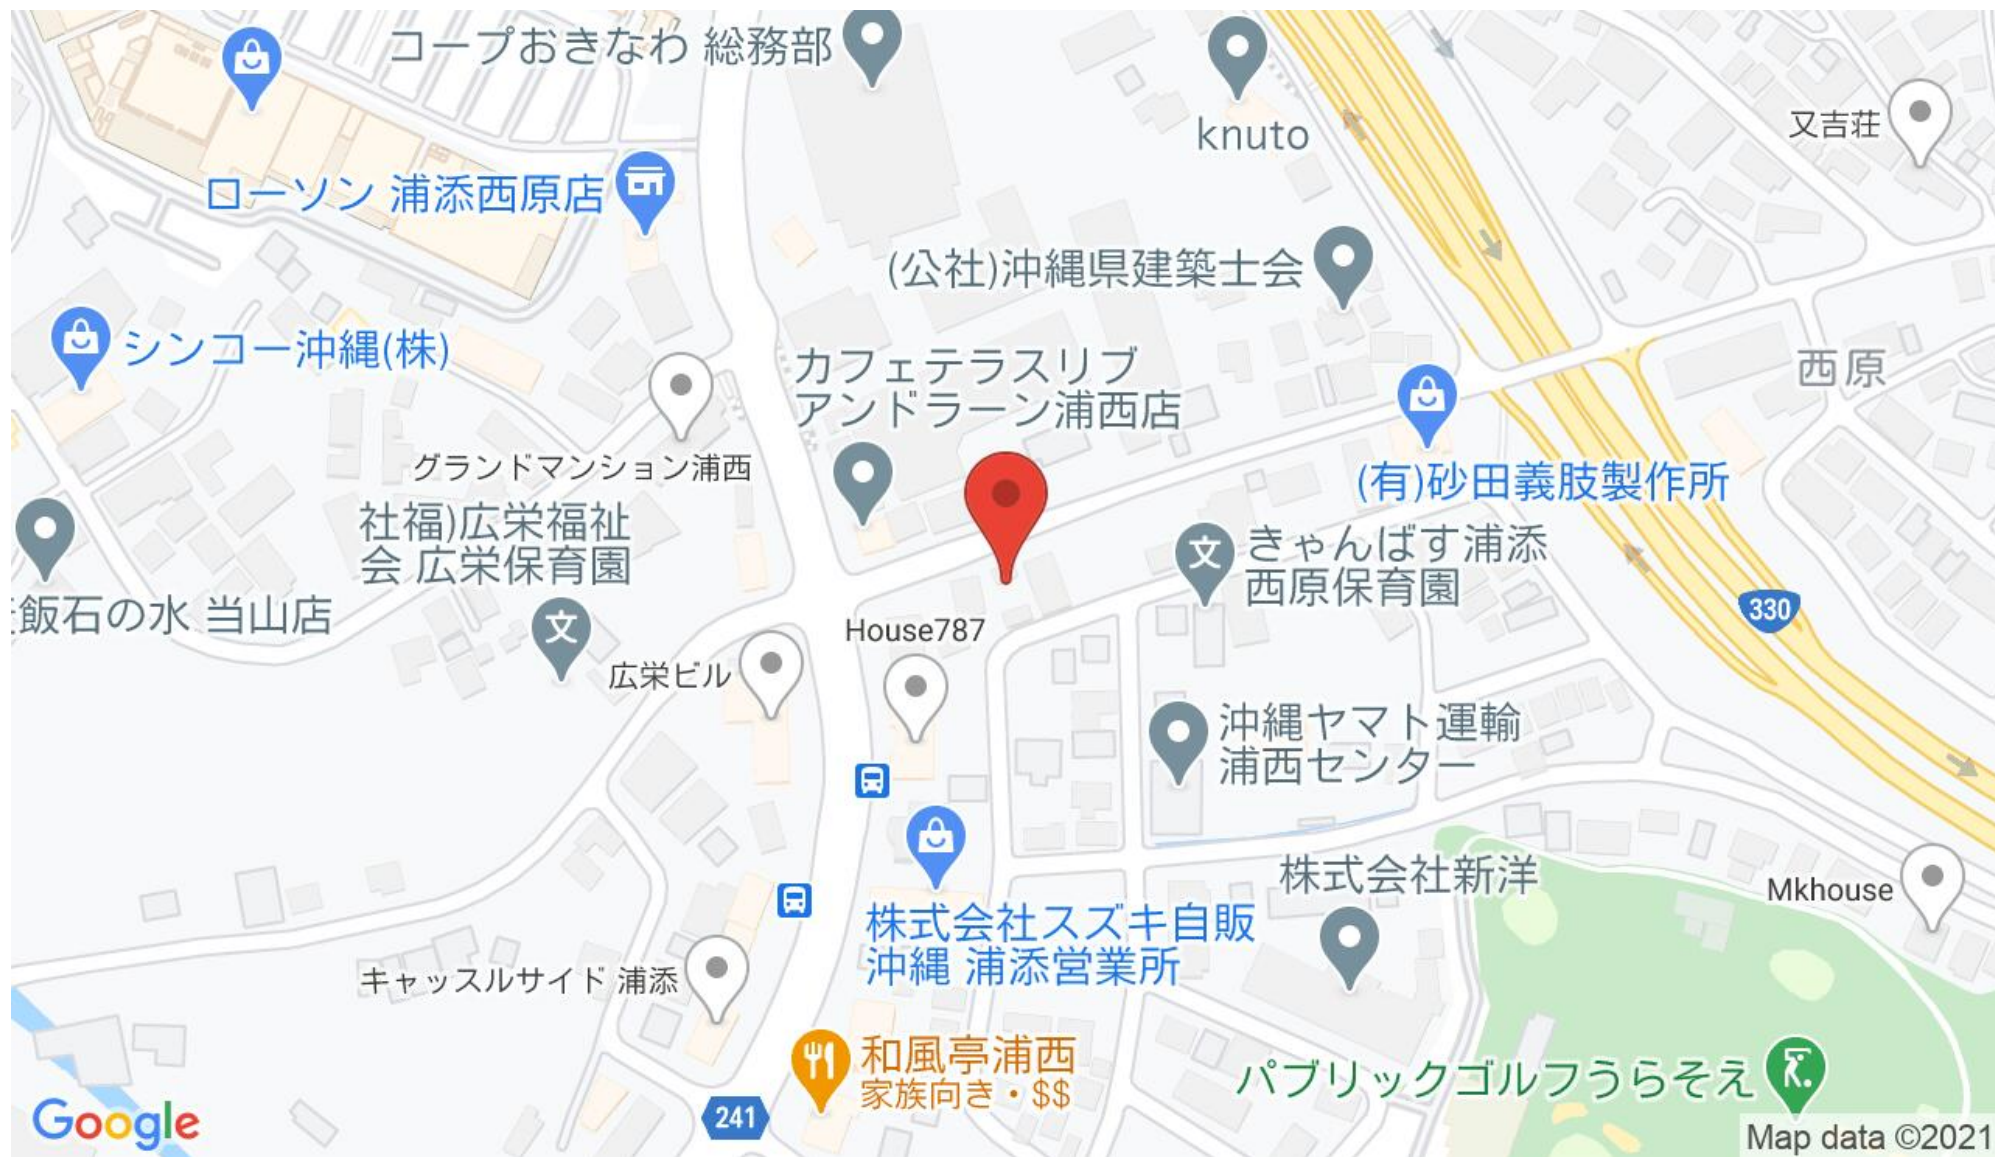 コープおきなわ 総務部
knuto
又吉荘
ローソン 浦添西原店
(公社)沖縄県建築士会
シンコー沖縄(株)
カフェテラスリブ
アンドラーン浦西店
西原
グランドマンション浦西
(有)砂田義肢製作所
社福)広栄福祉
会 広栄保育園
文
きゃんばす浦添
西原保育園
飯石の水 当山店
文
330
House787
広栄ビル
沖縄ヤマト運輸
浦西センター
株式会社新洋
Mkhouse
株式会社スズキ自販
沖縄 浦添営業所
キャッスルサイド 浦添
和風亭浦西
家族向き・$$
パブリックゴルフうらそえ
241
Google
Map data ©2021